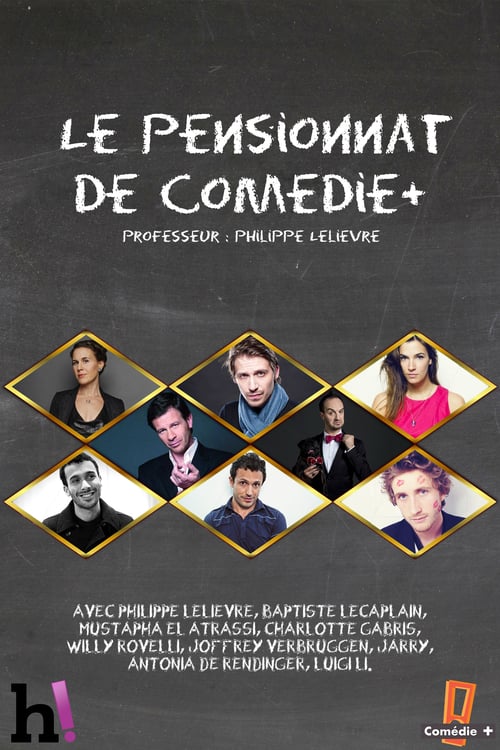 LE PENSIONNAT
DE COMEDIE+
PROFESSEUR : PHILIPPE LELIEVRE
AVEC PHILIPPE LELIEVRE, BAPTISTE LECAPLAIN,
MUSTAPHA EL ATRASSI, CHARLOTTE GABRIS,
WILLY ROVELLI, JOFFREY VERBRUGGEN, JARRY,
ANTONIA DE RENDINGER, LUIGI LI.
h!
Comédie +